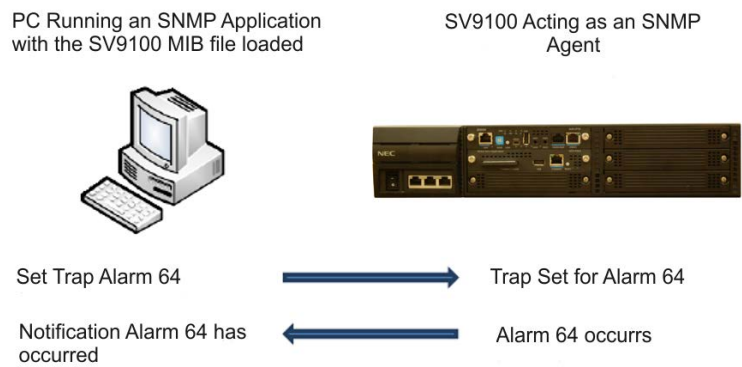 PC Running an SNMP Application
with the SV9100 MIB file loaded
SV9100 Acting as an SNMP
Agent
NEC
Set Trap Alarm 64
Trap Set for Alarm 64
Notification Alarm 64 has
occurred
Alarm 64 occurrs